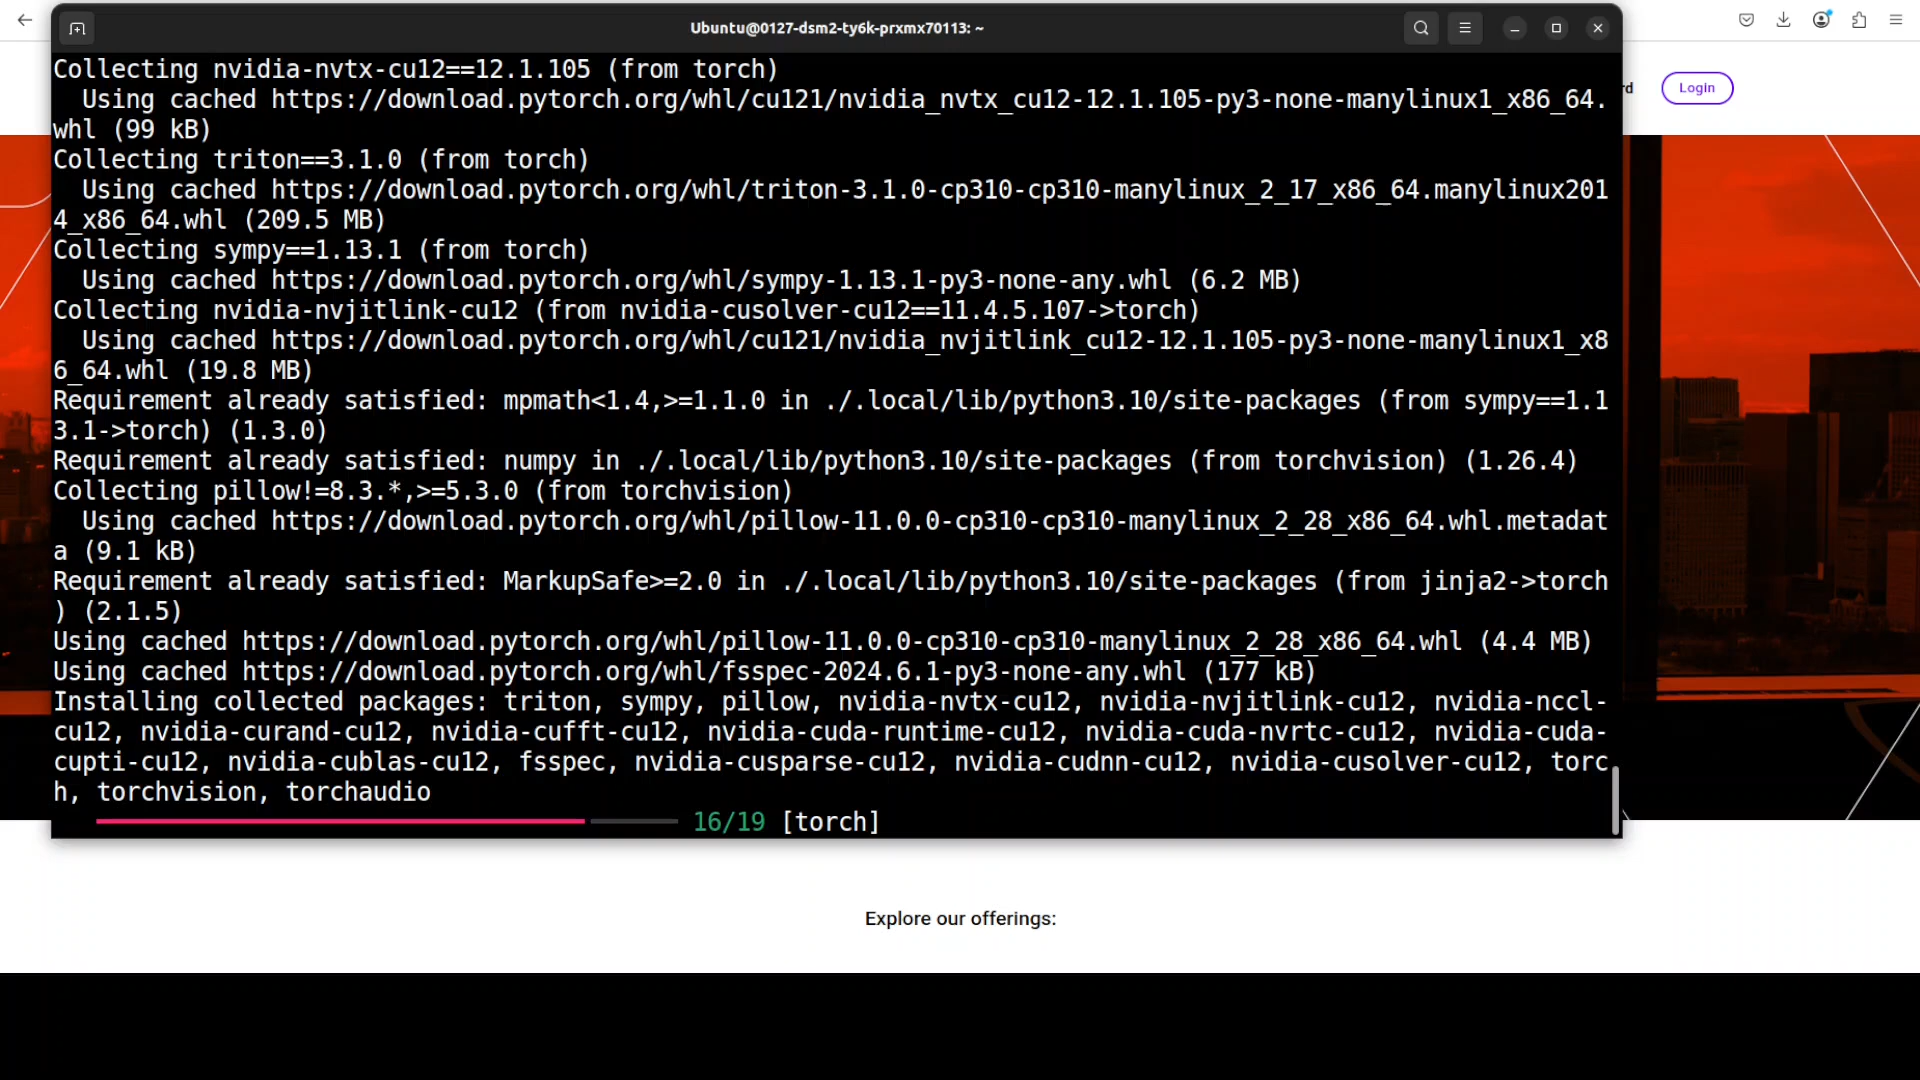 Ubuntu@0127-dsm2-ty6k-prxmx70113: ~
Collecting nvidia-nvtx-cu12==12.1.105 (from torch)
  Using cached https://download.pytorch.org/whl/cu121/nvidia_nvtx_cu12-12.1.105-py3-none-manylinux1_x86_64.
whl (99 kB)
Collecting triton==3.1.0 (from torch)
  Using cached https://download.pytorch.org/whl/triton-3.1.0-cp310-cp310-manylinux_2_17_x86_64.manylinux201
4_x86_64.whl (209.5 MB)
Collecting sympy==1.13.1 (from torch)
  Using cached https://download.pytorch.org/whl/sympy-1.13.1-py3-none-any.whl (6.2 MB)
Collecting nvidia-nvjitlink-cu12 (from nvidia-cusolver-cu12==11.4.5.107->torch)
  Using cached https://download.pytorch.org/whl/cu121/nvidia_nvjitlink_cu12-12.1.105-py3-none-manylinux1_x8
6_64.whl (19.8 MB)
Requirement already satisfied: mpmath<1.4,>=1.1.0 in ./.local/lib/python3.10/site-packages (from sympy==1.1
3.1->torch) (1.3.0)
Requirement already satisfied: numpy in ./.local/lib/python3.10/site-packages (from torchvision) (1.26.4)
Collecting pillow!=8.3.*,>=5.3.0 (from torchvision)
  Using cached https://download.pytorch.org/whl/pillow-11.0.0-cp310-cp310-manylinux_2_28_x86_64.whl.metadat
a (9.1 kB)
Requirement already satisfied: MarkupSafe>=2.0 in ./.local/lib/python3.10/site-packages (from jinja2->torch
) (2.1.5)
Using cached https://download.pytorch.org/whl/pillow-11.0.0-cp310-cp310-manylinux_2_28_x86_64.whl (4.4 MB)
Using cached https://download.pytorch.org/whl/fsspec-2024.6.1-py3-none-any.whl (177 kB)
Installing collected packages: triton, sympy, pillow, nvidia-nvtx-cu12, nvidia-nvjitlink-cu12, nvidia-nccl-
cu12, nvidia-curand-cu12, nvidia-cufft-cu12, nvidia-cuda-runtime-cu12, nvidia-cuda-nvrtc-cu12, nvidia-cuda-
cupti-cu12, nvidia-cublas-cu12, fsspec, nvidia-cusparse-cu12, nvidia-cudnn-cu12, nvidia-cusolver-cu12, torc
h, torchvision, torchaudio
16/19 [torch]
rd
Login
Explore our offerings: